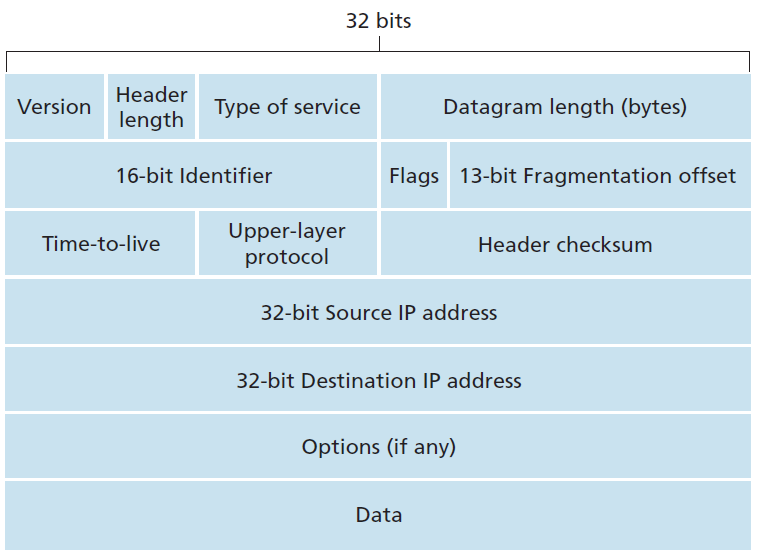 32 bits
Version
Header
length
Type of service
Datagram length (bytes)
16-bit Identifier
Flags
13-bit Fragmentation offset
Time-to-live
Upper-layer
protocol
Header checksum
32-bit Source IP address
32-bit Destination IP address
Options (if any)
Data